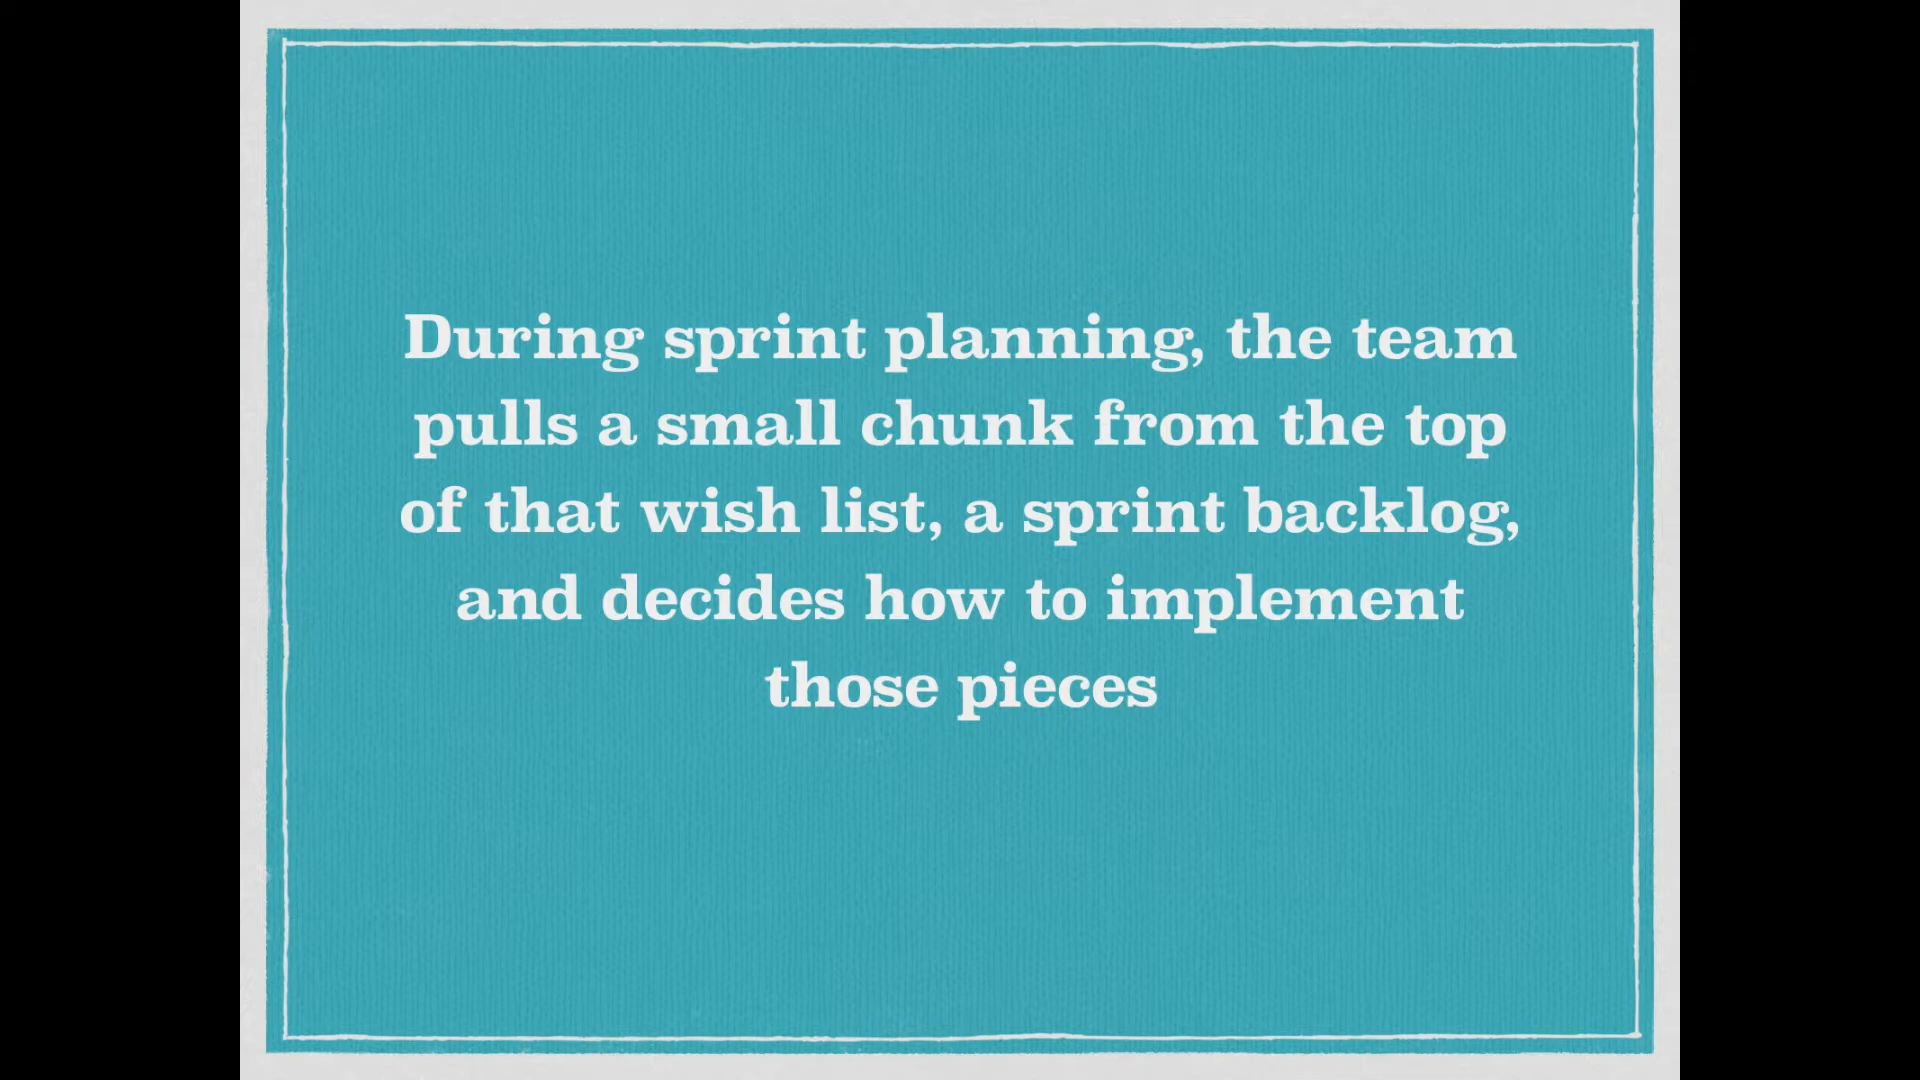 During sprint planning, the team
pulls a small chunk from the top
of that wish list, a sprint backlog,
and decides how to implement
those pieces